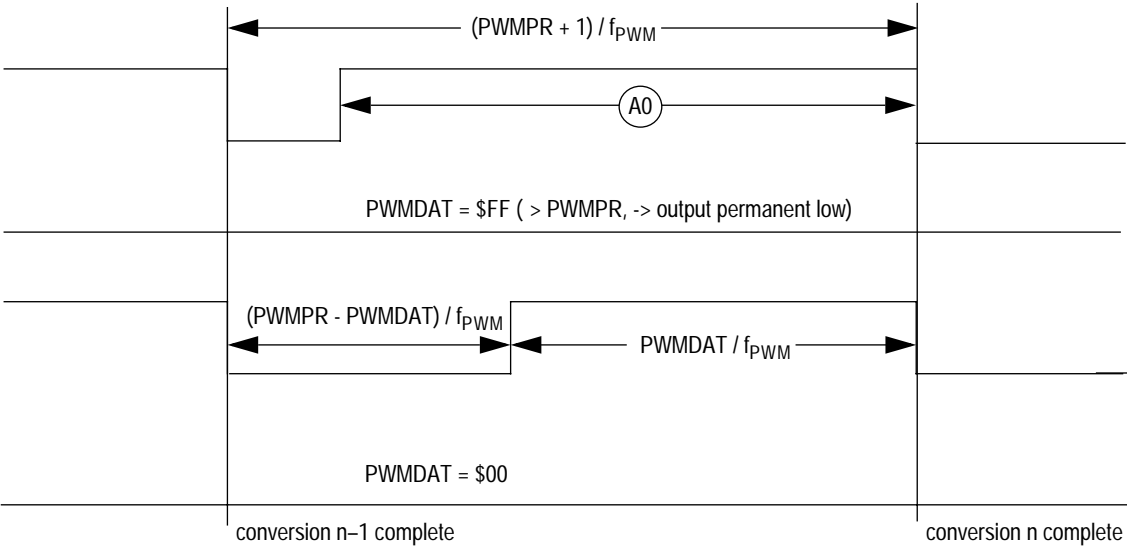 (PWMPR + 1) / fPWM
A0
PWMDAT = $FF ( > PWMPR, -> output permanent low)
(PWMPR - PWMDAT) / fPWM
PWMDAT / fPWM
PWMDAT = $00
conversion n–1 complete
conversion n complete